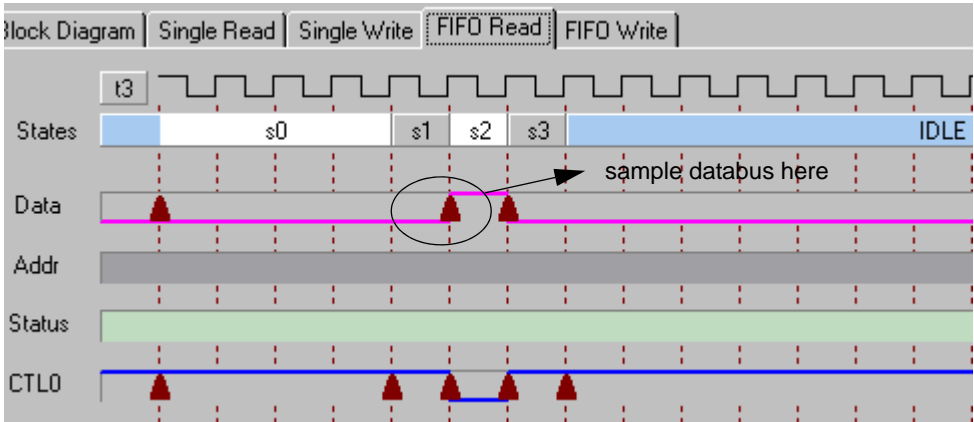 Block Diagram Single Read Single Write FIFO Read FIFO Write
t3
States s0 s1 s2 s3 IDLE
sample databus here
Data
Addr
Status
CTL0